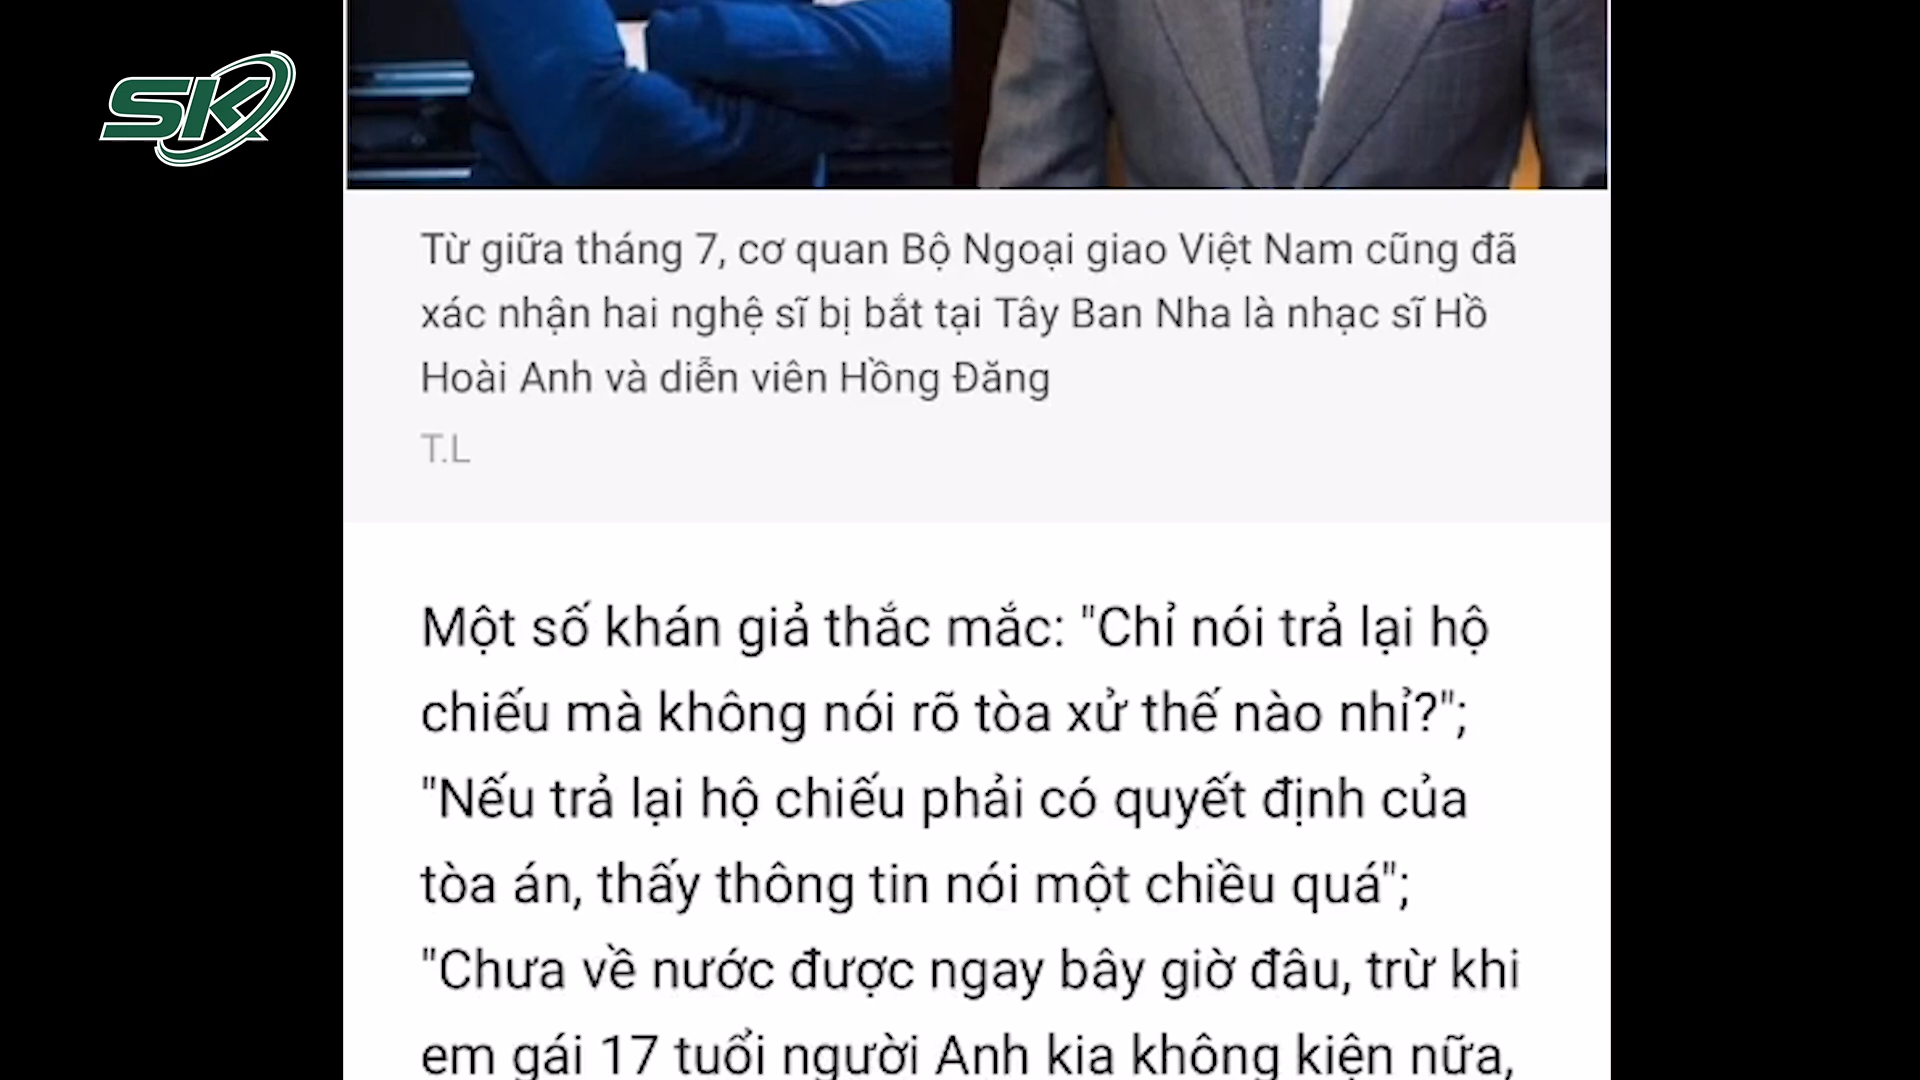 SK
Từ giữa tháng 7, cơ quan Bộ Ngoại giao Việt Nam cũng đã
xác nhận hai nghệ sĩ bị bắt tại Tây Ban Nha là nhạc sĩ Hồ
Hoài Anh và diễn viên Hồng Đăng
T.L
Một số khán giả thắc mắc: "Chỉ nói trả lại hộ
chiếu mà không nói rõ tòa xử thế nào nhỉ?";
"Nếu trả lại hộ chiếu phải có quyết định của
tòa án, thấy thông tin nói một chiều quá";
"Chưa về nước được ngay bây giờ đâu, trừ khi
em gái 17 tuổi người Anh kia không kiện nữa,